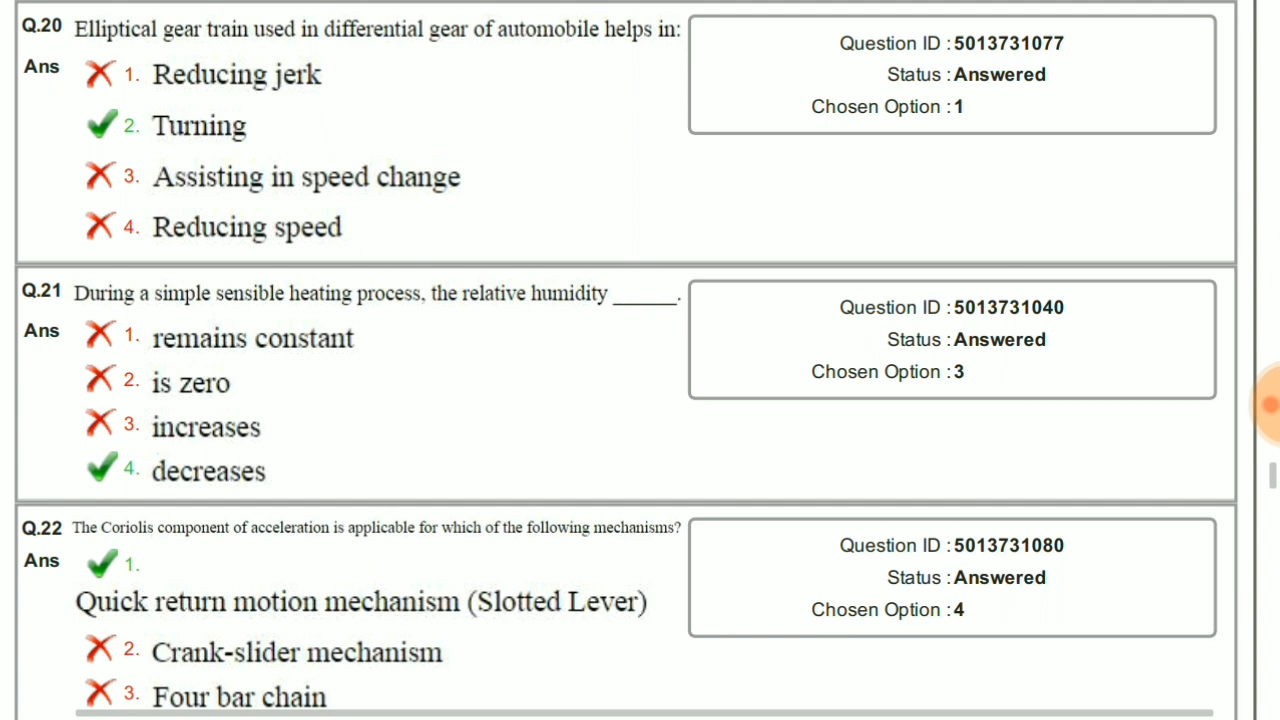 Q.20 Elliptical gear train used in differential gear of automobile helps in:
Ans 1. Reducing jerk
2. Turning
3. Assisting in speed change
4. Reducing speed
Question ID : 5013731077
Status : Answered
Chosen Option : 1
Q.21 During a simple sensible heating process, the relative humidity ______.
Ans 1. remains constant
2. is zero
3. increases
4. decreases
Question ID : 5013731040
Status : Answered
Chosen Option : 3
Q.22 The Coriolis component of acceleration is applicable for which of the following mechanisms?
Ans 1.
Quick return motion mechanism (Slotted Lever)
2. Crank-slider mechanism
3. Four bar chain
Question ID : 5013731080
Status : Answered
Chosen Option : 4